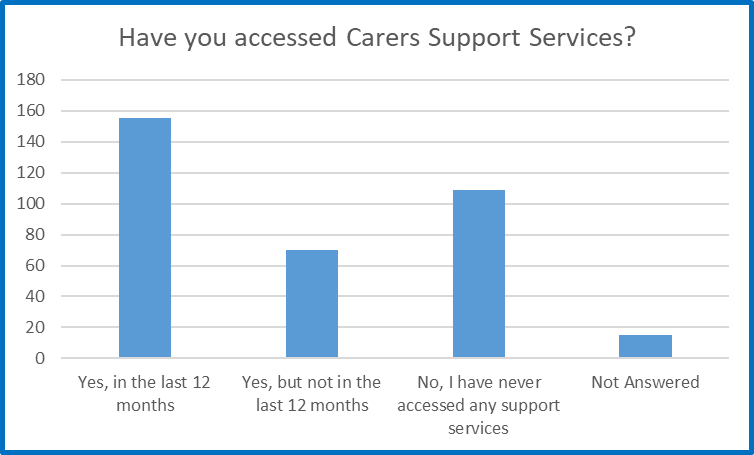 Have you accessed Carers Support Services?
180
160
140
120
100
80
60
40
20
0
Yes, in the last 12
months
Yes, but not in the
last 12 months
No, I have never
accessed any support
services
Not Answered